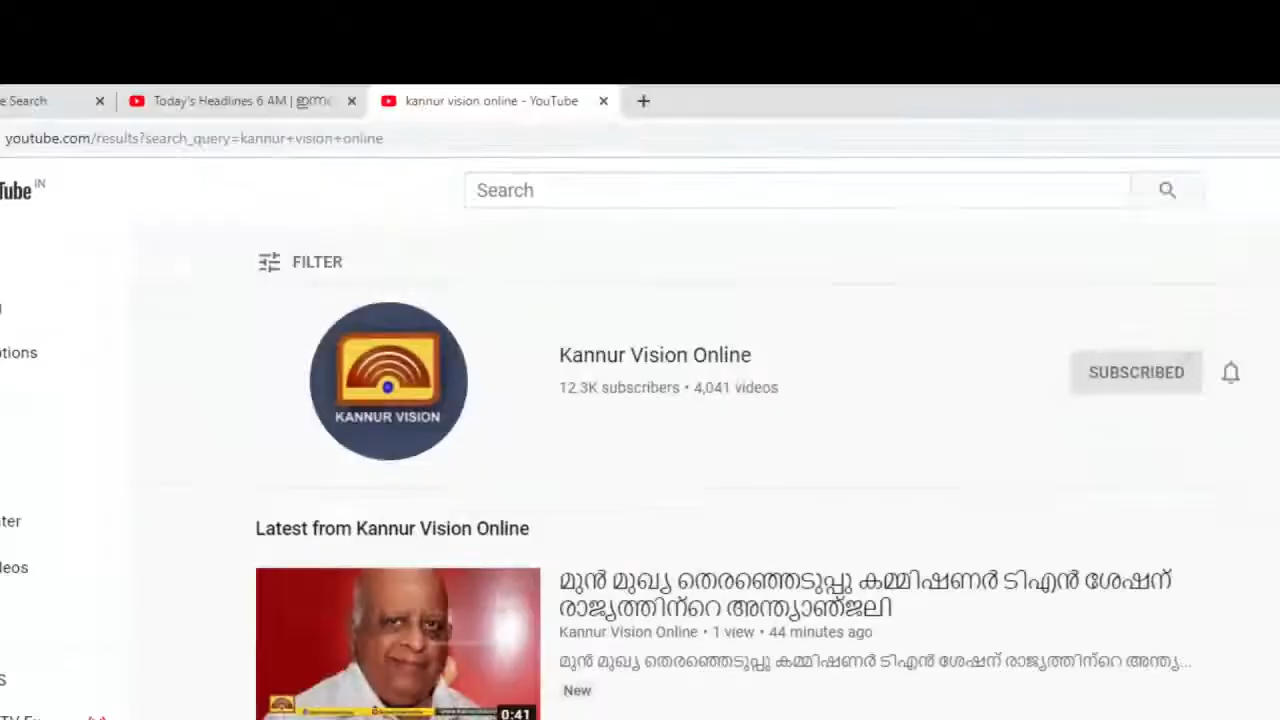 e Search
Today's Headlines 6 AM |
kannur vision online - YouTube
youtube.com/results?search_query=kannur+vision+online
Tube IN
Search
FILTER
KANNUR VISION
Kannur Vision Online
12.3K subscribers • 4,041 videos
SUBSCRIBED
tions
ter
leos
Latest from Kannur Vision Online
മുൻ മുഖ്യ തെരഞ്ഞെടുപ്പു കമ്മിഷണർ ടിഎൻ ശേഷന്
രാജ്യത്തിന്റെ അന്ത്യാഞ്ജലി
Kannur Vision Online • 1 view • 44 minutes ago
മുൻ മുഖ്യ തെരഞ്ഞെടുപ്പു കമ്മിഷണർ ടിഎൻ ശേഷന് രാജ്യത്തിന്റെ അന്ത്യ...
New
0:41
S